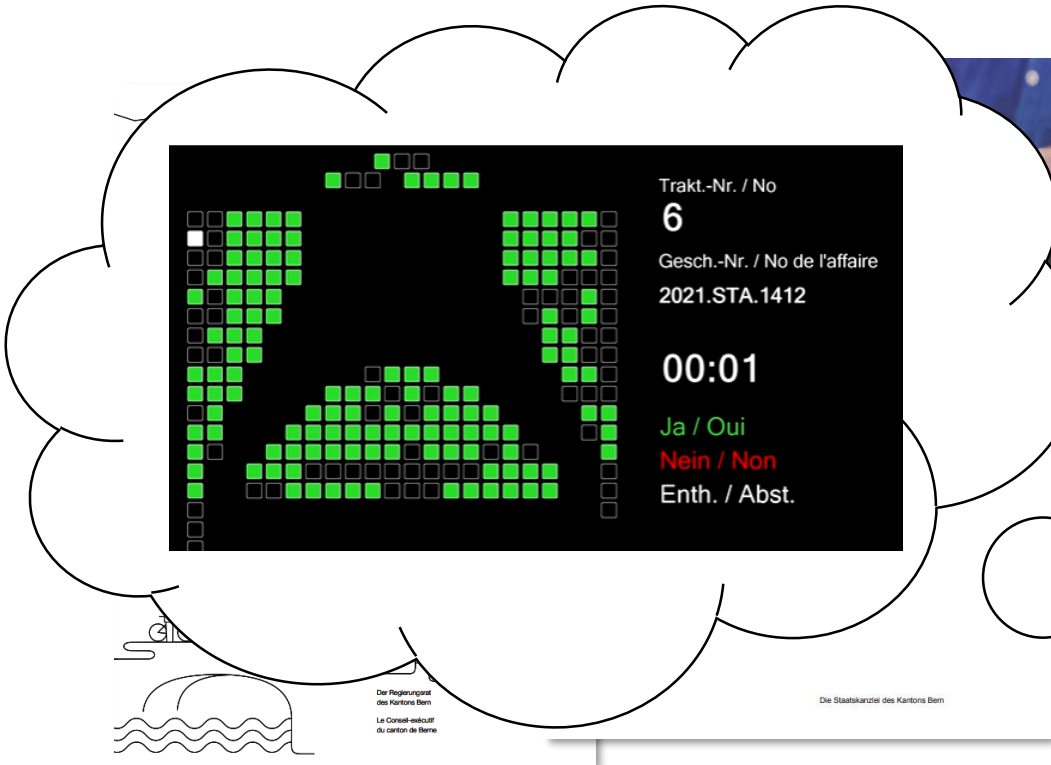 Trakt.-Nr. / No
6
Gesch.-Nr. / No de l'affaire
2021.STA.1412
00:01
Ja / Oui
Nein / Non
Enth. / Abst.
Der Regierungsrat
des Kantons Bern
Le Conseil-exécutif
du canton de Berne
Die Staatskanzlei des Kantons Bern